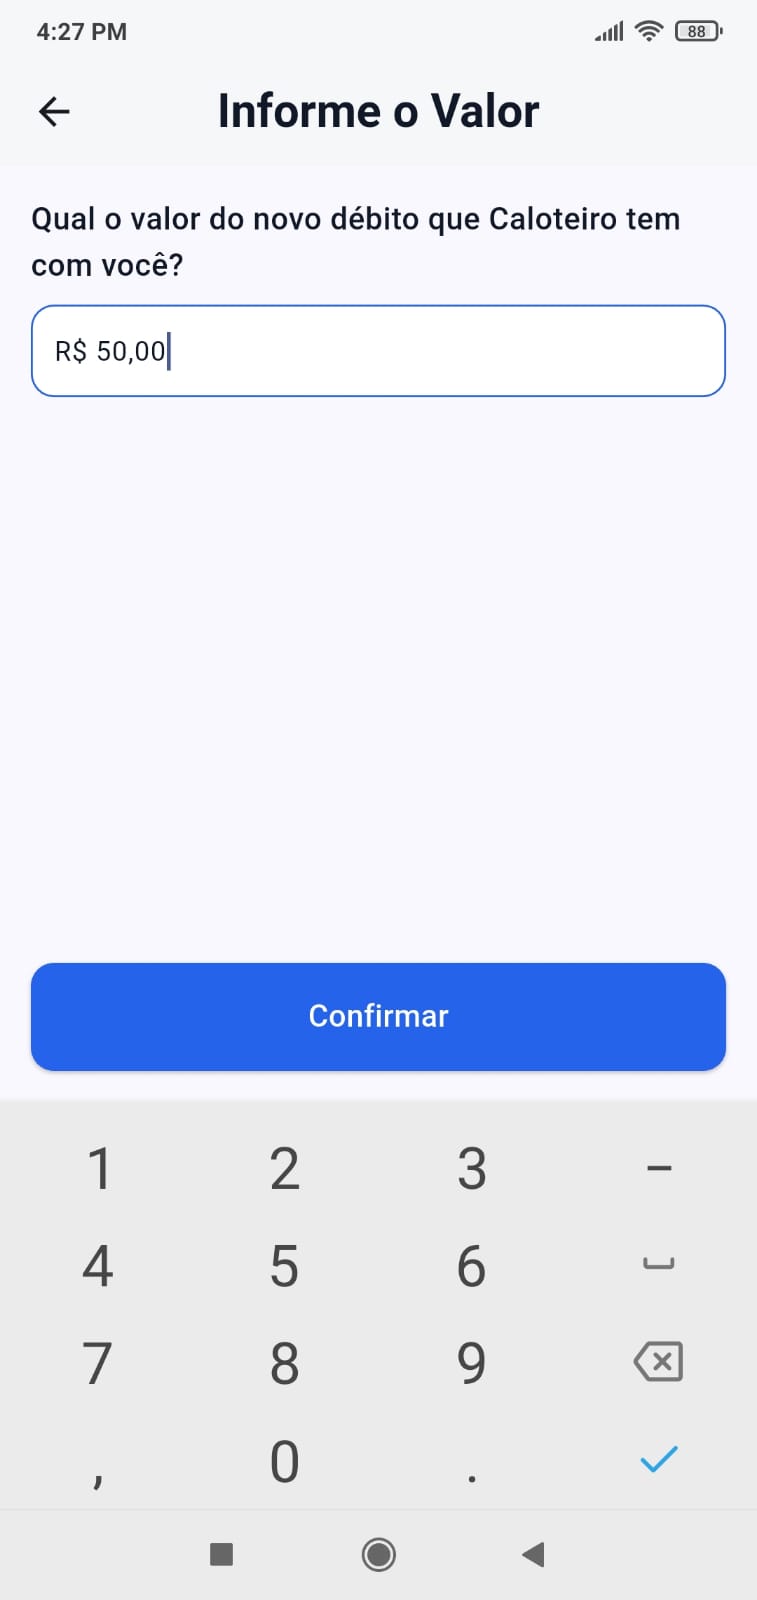 4:27 PM
88
Informe o Valor
Qual o valor do novo débito que Caloteiro tem
com você?
R$ 50,00
Confirmar
1 2 3 –
4 5 6
7 8 9
, 0 .